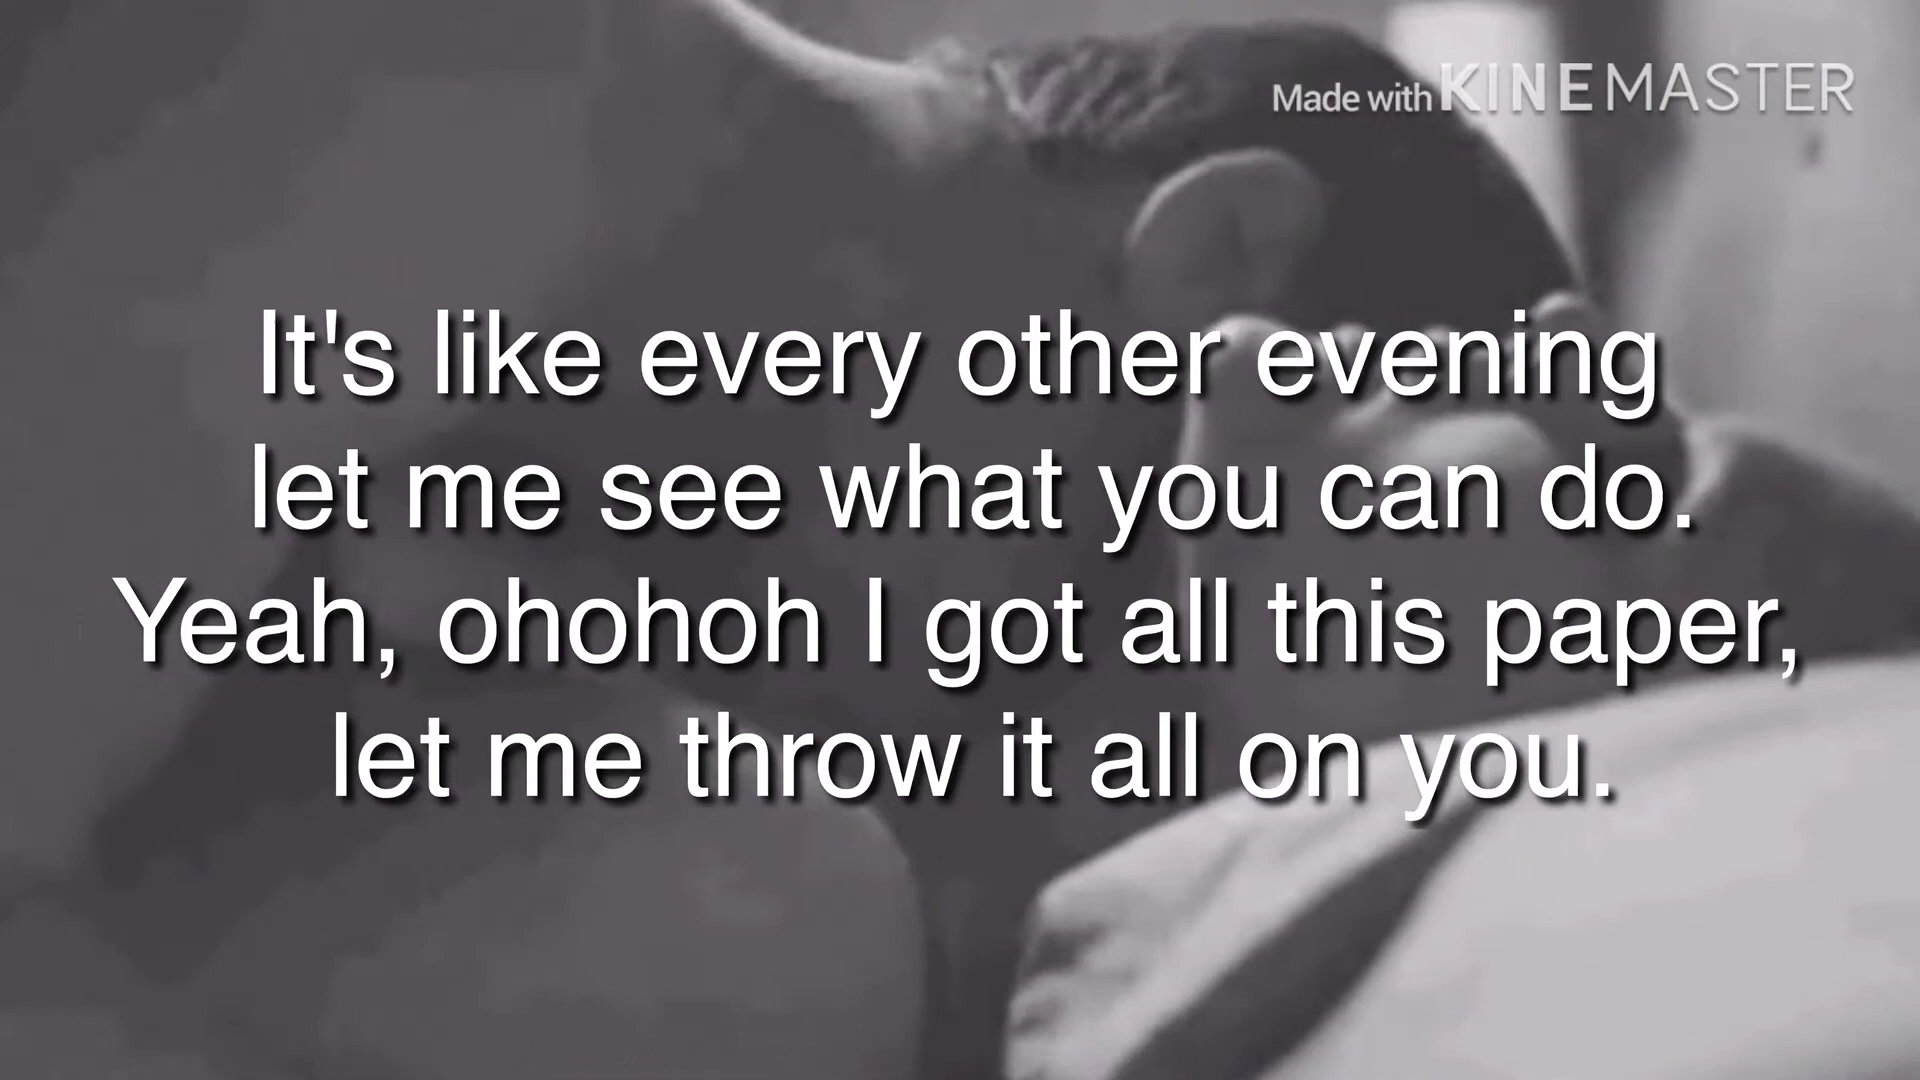 Made with KINEMASTER
It's like every other evening
let me see what you can do.
Yeah, ohohoh I got all this paper,
let me throw it all on you.